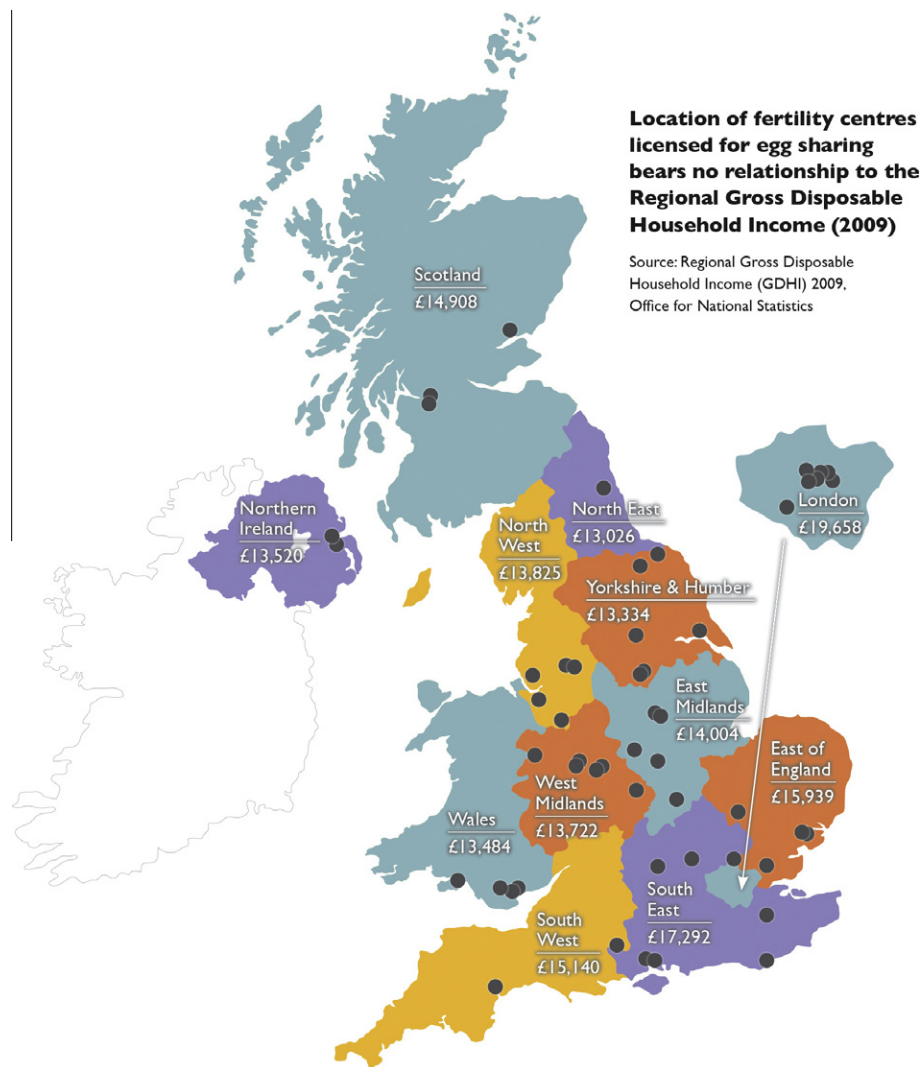 Location of fertility centres
licensed for egg sharing
bears no relationship to the
Regional Gross Disposable
Household Income (2009)
Source: Regional Gross Disposable
Household Income (GDHI) 2009,
Office for National Statistics
Scotland
£14,908
Northern
Ireland
£13,520
North
West
£13,825
North East
£13,026
London
£19,658
Yorkshire & Humber
£13,334
East
Midlands
£14,004
East of
England
£15,939
West
Midlands
£13,722
Wales
£13,484
South
East
£17,292
South
West
£15,140